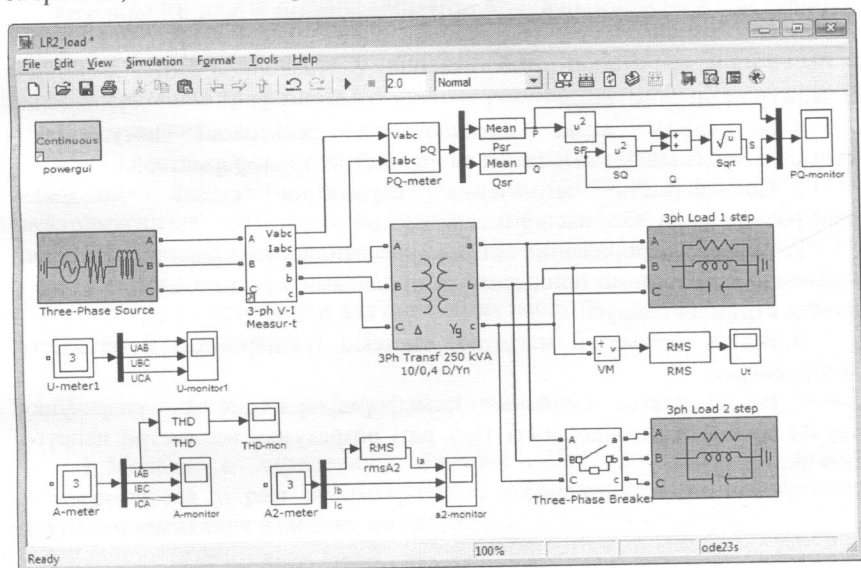 LR2_load *
File Edit View Simulation Format Tools Help
2.0 Normal
Continuous
powergui
Vabc
Iabc
PQ
PQ-meter
Mean
Psr
Mean
Qsr
P
Q
u²
SP
u²
SQ
Q
+
+
√u
Sqrt
S
PQ-monitor
A
B
C
Three-Phase Source
A
B
C
Vabc
Iabc
a
b
c
3-ph V-I
Measur-t
A
B
C
Δ
Yg
a
b
c
3Ph Transf 250 kVA
10/0,4 D/Yn
3ph Load 1 step
A
B
C
3
U-meter1
UAB
UBC
UCA
U-monitor1
+
-
v
VM
RMS
RMS
Ut
THD
THD
THD-mon
3
A-meter
IAB
IBC
ICA
A-monitor
3
A2-meter
RMS
rmsA2
Ia
Ib
Ic
a2-monitor
A
B
C
a
b
c
Three-Phase Breaker
3ph Load 2 step
A
B
C
Ready 100% ode23s